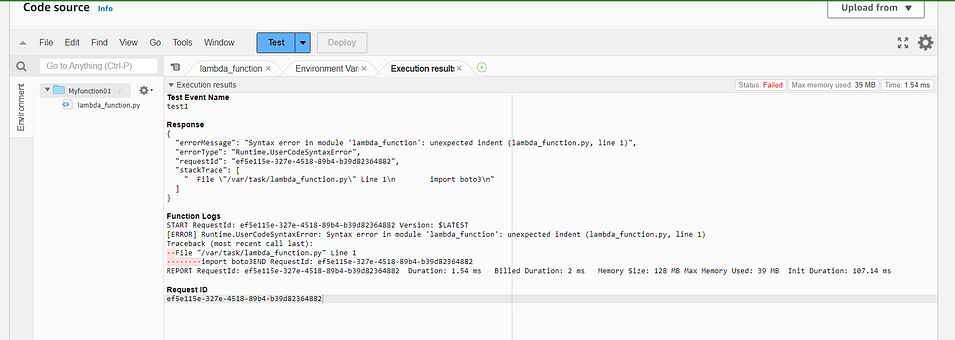 Code source Info
Upload from
File Edit Find View Go Tools Window Test Deploy
Go to Anything (Ctrl-P)
lambda_function
Environment Vari
Execution results
Environment
Myfunction01 - /
lambda_function.py
Execution results
Status: Failed
Max memory used: 39 MB
Time: 1.54 ms
Test Event Name
test1
Response
{
  "errorMessage": "Syntax error in module 'lambda_function': unexpected indent (lambda_function.py, line 1)",
  "errorType": "Runtime.UserCodeSyntaxError",
  "requestId": "ef5e115e-327e-4518-89b4-b39d82364882",
  "stackTrace": [
    "  File \"/var/task/lambda_function.py\" Line 1\n        import boto3\n"
  ]
}
Function Logs
START RequestId: ef5e115e-327e-4518-89b4-b39d82364882 Version: $LATEST
[ERROR] Runtime.UserCodeSyntaxError: Syntax error in module 'lambda_function': unexpected indent (lambda_function.py, line 1)
Traceback (most recent call last):
··File "/var/task/lambda_function.py" Line 1
········import boto3END RequestId: ef5e115e-327e-4518-89b4-b39d82364882
REPORT RequestId: ef5e115e-327e-4518-89b4-b39d82364882  Duration: 1.54 ms  Billed Duration: 2 ms  Memory Size: 128 MB Max Memory Used: 39 MB  Init Duration: 107.14 ms
Request ID
ef5e115e-327e-4518-89b4-b39d82364882